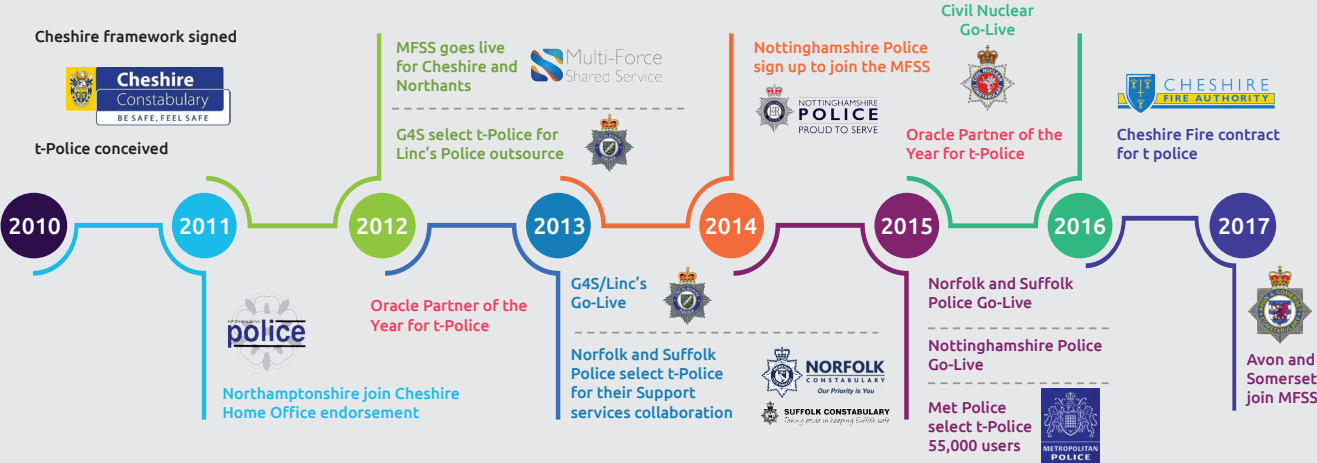 Cheshire framework signed
Cheshire
Constabulary
BE SAFE, FEEL SAFE
t-Police conceived
MFSS goes live
for Cheshire and
Northants
Multi-Force
Shared Service
G4S select t-Police for
Linc's Police outsource
Nottinghamshire Police
sign up to join the MFSS
NOTTINGHAMSHIRE
POLICE
PROUD TO SERVE
Civil Nuclear
Go-Live
Oracle Partner of the
Year for t-Police
CHESHIRE
FIRE AUTHORITY
Cheshire Fire contract
for t police
2010
2011
2012
2013
2014
2015
2016
2017
police
Northamptonshire join Cheshire
Home Office endorsement
Oracle Partner of the
Year for t-Police
G4S/Linc's
Go-Live
Norfolk and Suffolk
Police select t-Police
for their Support
services collaboration
NORFOLK
CONSTABULARY
Our Priority is You
SUFFOLK CONSTABULARY
Taking pride in keeping Suffolk safe
Norfolk and Suffolk
Police Go-Live
Nottinghamshire Police
Go-Live
Met Police
select t-Police
55,000 users
METROPOLITAN
POLICE
Avon and
Somerset
join MFSS